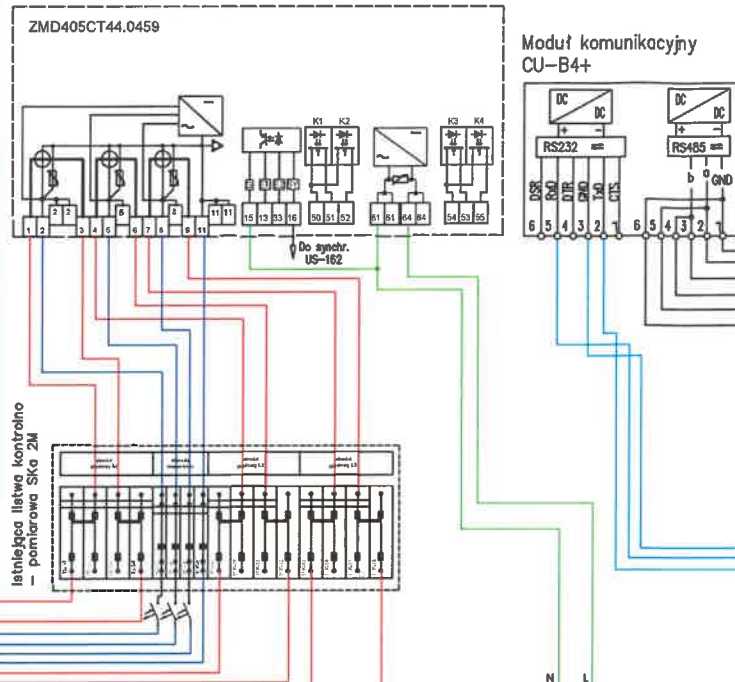 ZMD405CT44.0459
Moduł komunikacyjny
CU-B4+
DC
DC
DC
DC
+ -
+ -
RS232
RS485
DSR
RxD
DTR
GND
TxD
CTS
b
a
GND
6 5 4 3 2 1
6 5 4 3 2 1
K1 K2
K3 K4
2 2
5
8
11 11
1 2 3 4 5 6 7 8 9 11
15 13 33 16
50 51 52
61 61 64 64
54 53 55
Do synchr.
US-162
Istniejąca listwa kontrolno
- pomiarowa SKa 2M
N L